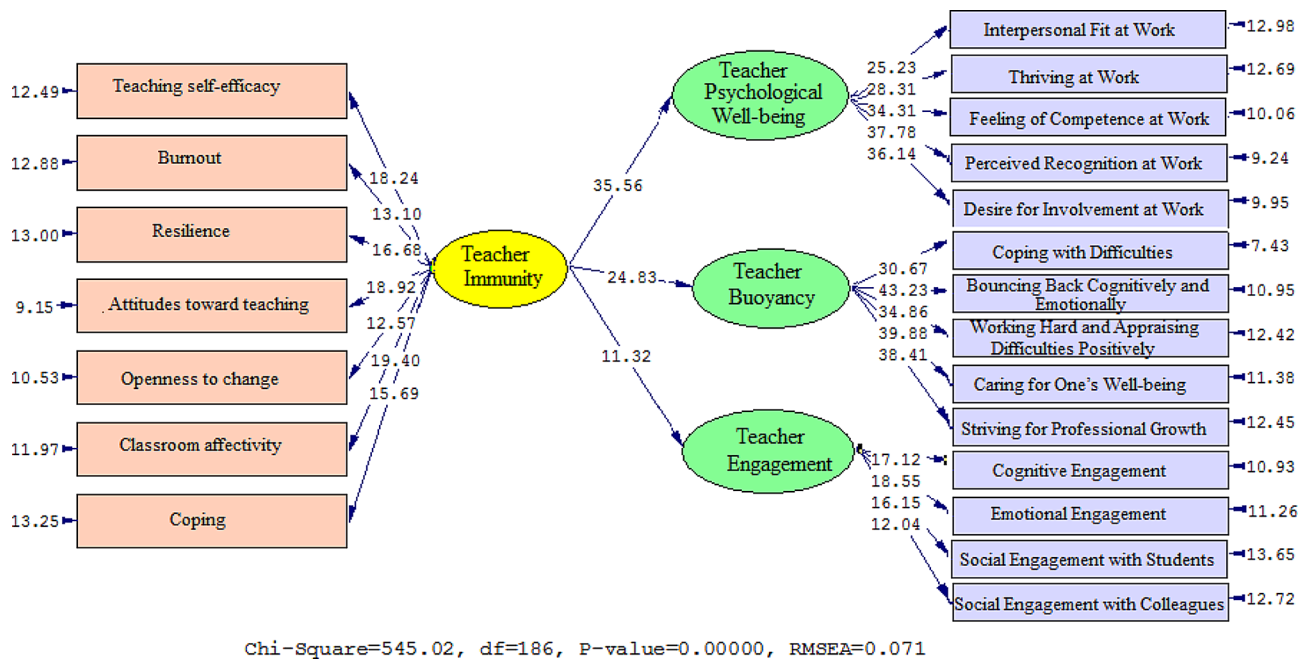 12.49
Teaching self-efficacy
12.88
Burnout
13.00
Resilience
9.15
Attitudes toward teaching
10.53
Openness to change
11.97
Classroom affectivity
13.25
Coping
18.24
13.10
16.68
18.92
12.57
19.40
15.69
Teacher
Immunity
35.56
24.83
11.32
Teacher
Psychological
Well-being
25.23
28.31
34.31
37.78
36.14
Interpersonal Fit at Work
12.98
Thriving at Work
12.69
Feeling of Competence at Work
10.06
Perceived Recognition at Work
9.24
Desire for Involvement at Work
9.95
Teacher
Buoyancy
30.67
43.23
34.86
39.88
38.41
Coping with Difficulties
7.43
Bouncing Back Cognitively and
Emotionally
10.95
Working Hard and Appraising
Difficulties Positively
12.42
Caring for One's Well-being
11.38
Striving for Professional Growth
12.45
Teacher
Engagement
17.12
18.55
16.15
12.04
Cognitive Engagement
10.93
Emotional Engagement
11.26
Social Engagement with Students
13.65
Social Engagement with Colleagues
12.72
Chi-Square=545.02, df=186, P-value=0.00000, RMSEA=0.071